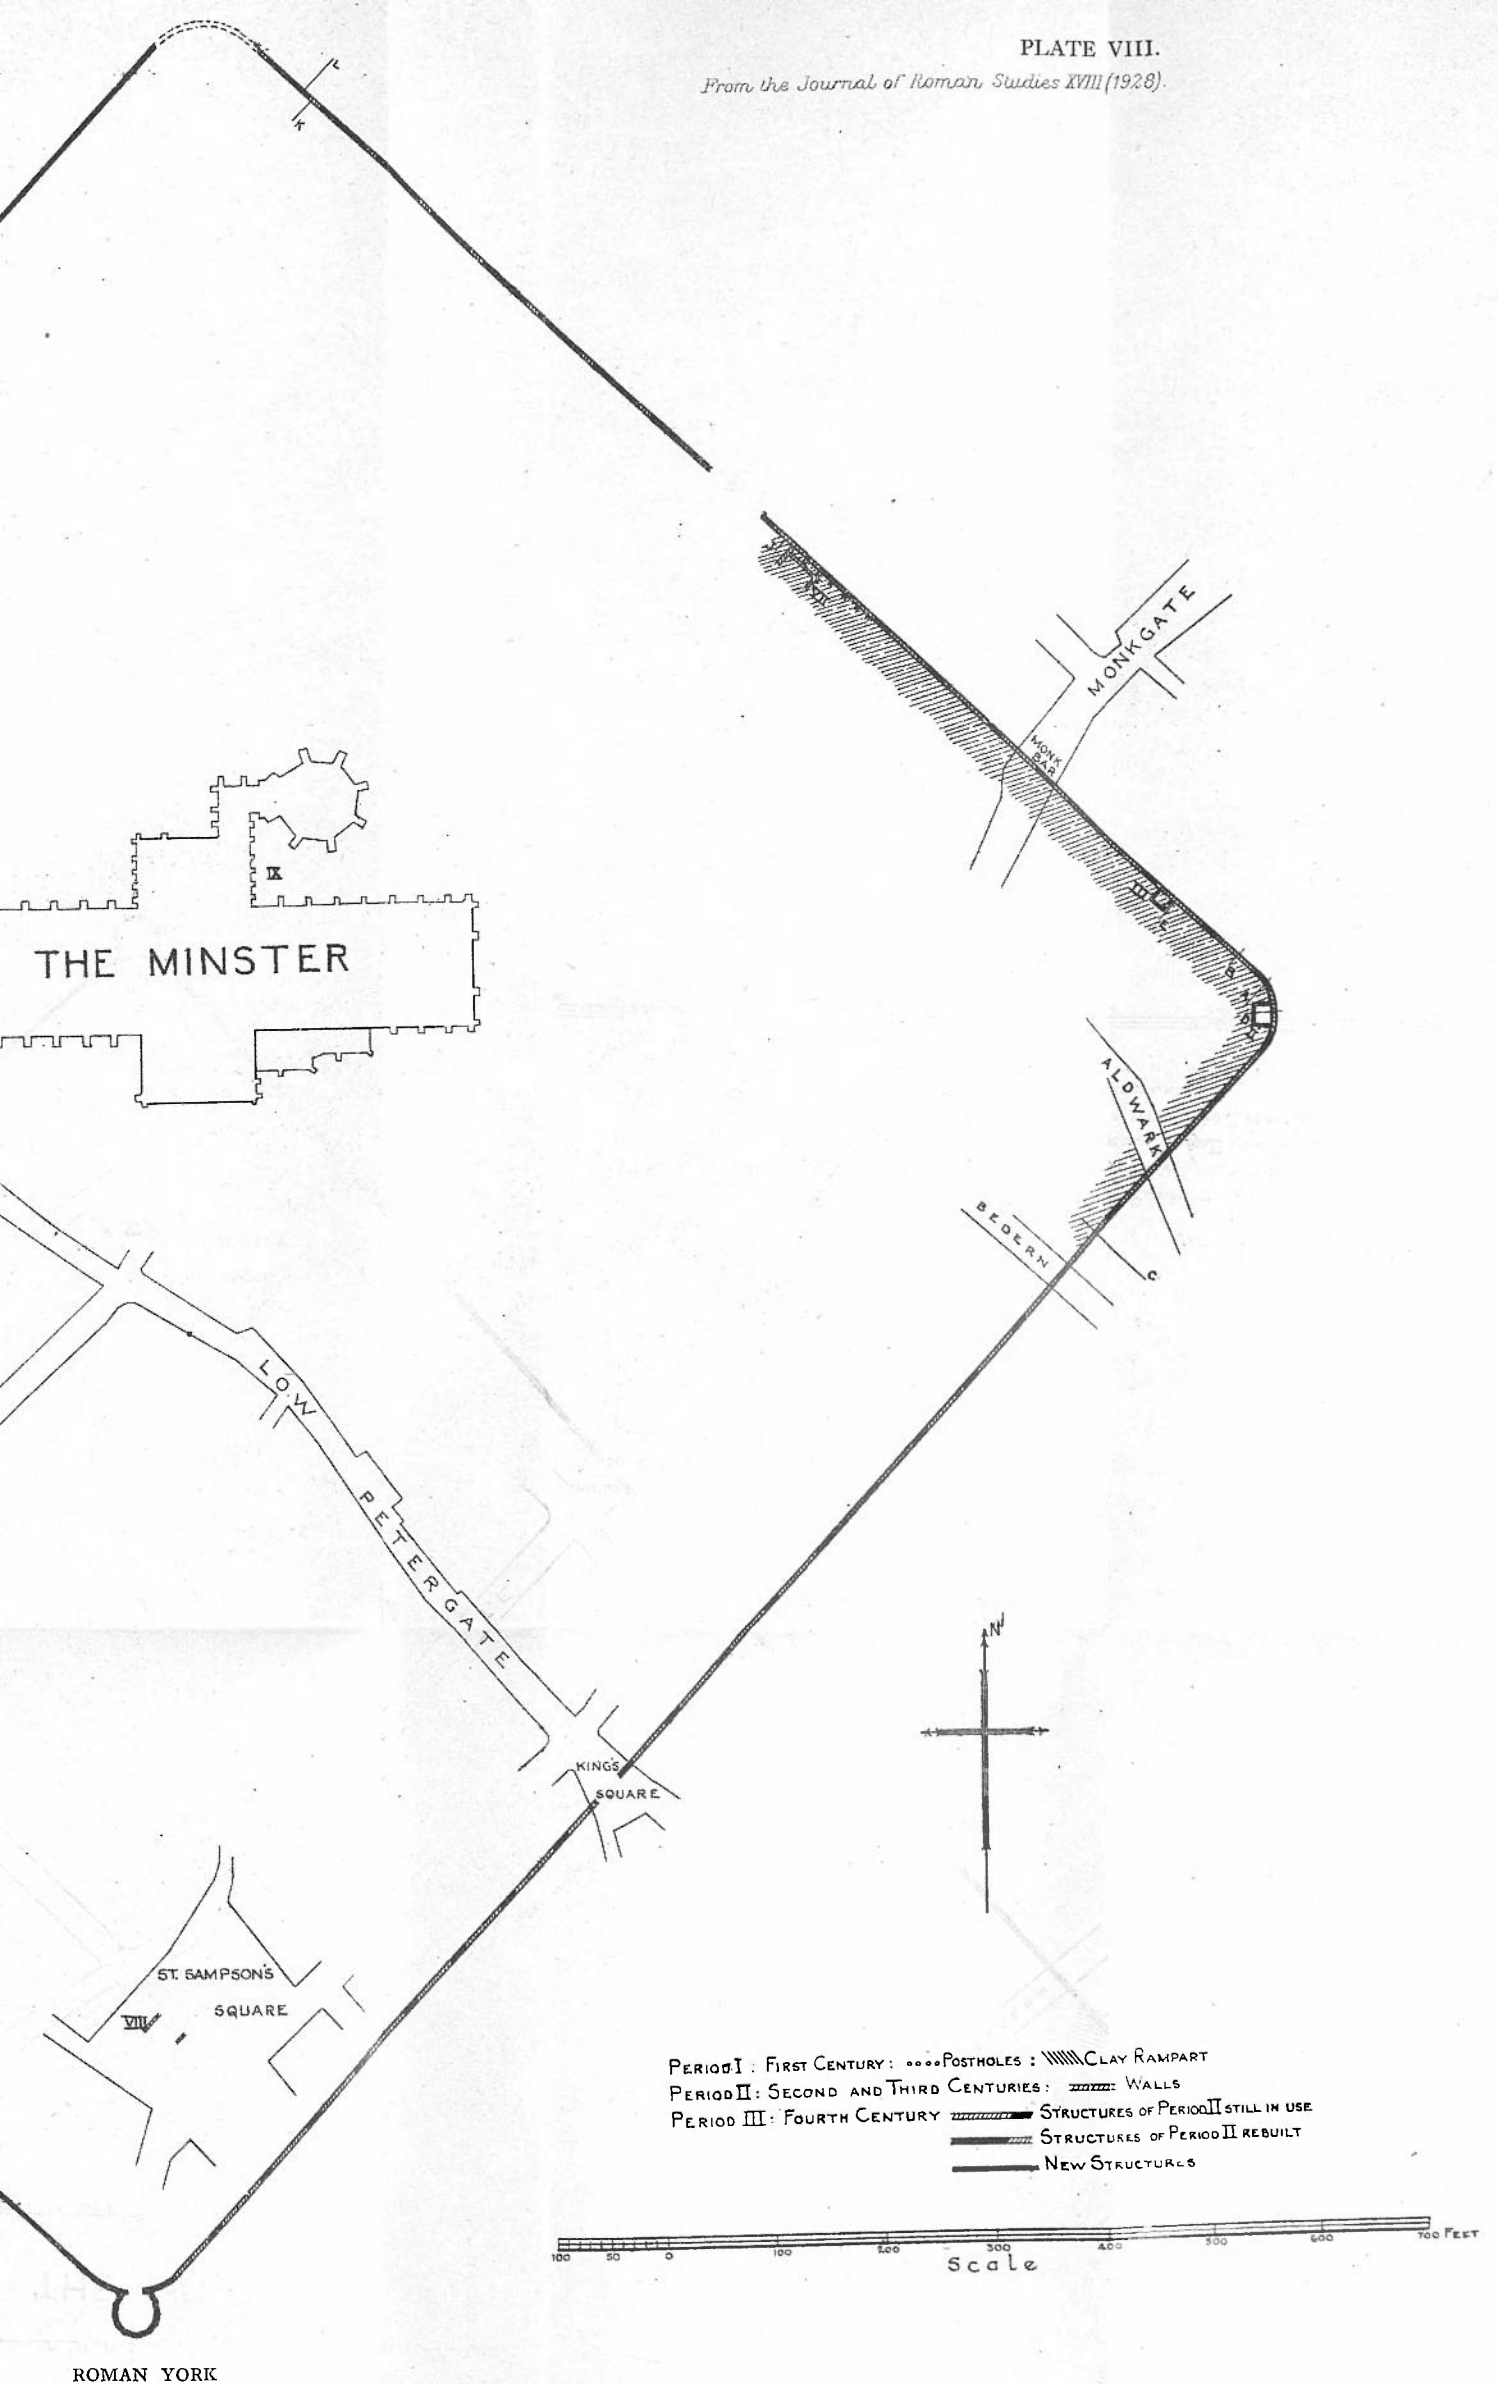 PLATE VIII.
From the Journal of Roman Studies XVIII (1928).
L
K
VII
MONKGATE
MONK
BAR
IX
THE MINSTER
III
E
B
A
D
H
ALDWARK
BEDERN
C
LOW
PETERGATE
N
KING'S
SQUARE
ST. SAMPSON'S
SQUARE
VIII
PERIOD I : FIRST CENTURY : POSTHOLES : CLAY RAMPART
PERIOD II : SECOND AND THIRD CENTURIES : WALLS
PERIOD III : FOURTH CENTURY STRUCTURES OF PERIOD II STILL IN USE
STRUCTURES OF PERIOD II REBUILT
NEW STRUCTURES
100 50 0 100 200 300 400 500 600 700 FEET
Scale
ROMAN YORK